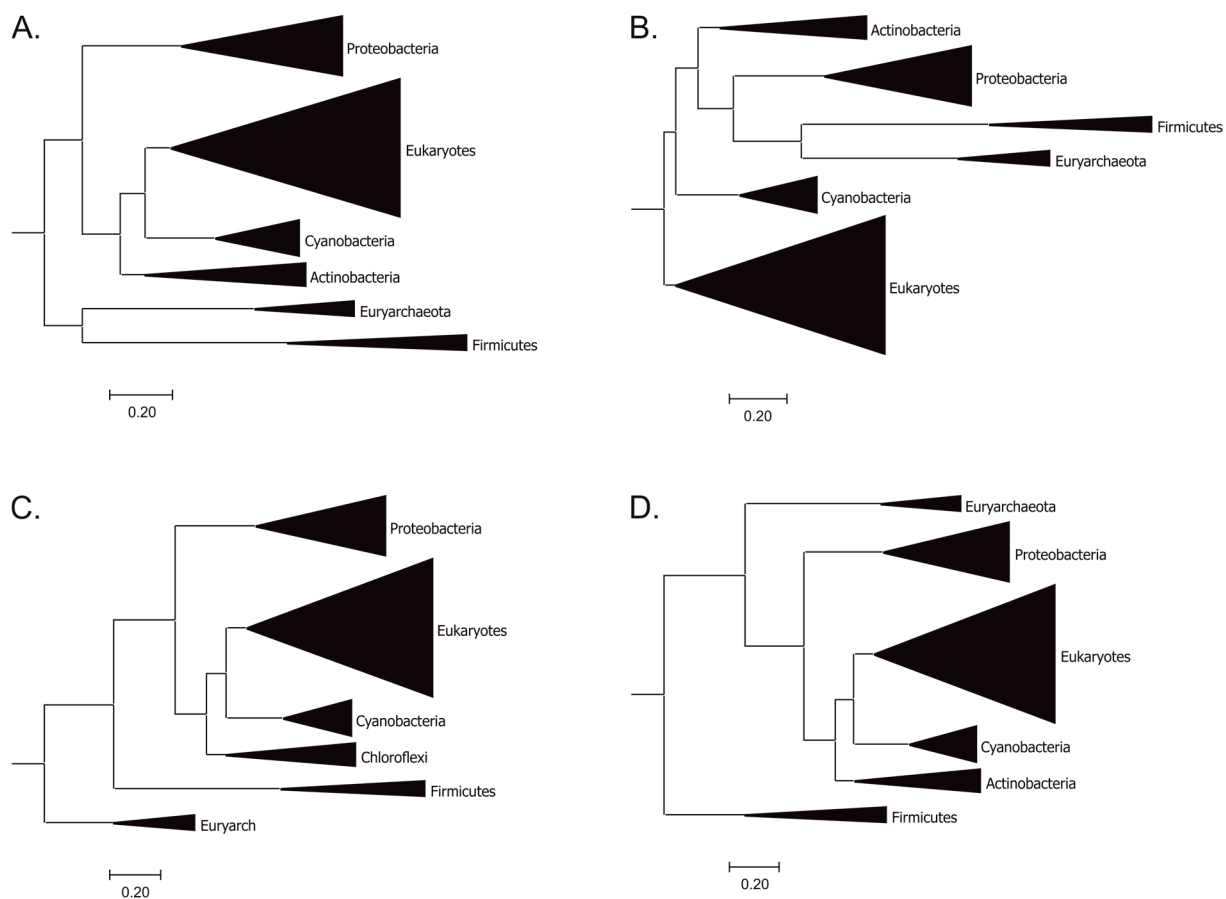 A.
Proteobacteria
Eukaryotes
Cyanobacteria
Actinobacteria
Euryarchaeota
Firmicutes
0.20
B.
Actinobacteria
Proteobacteria
Firmicutes
Euryarchaeota
Cyanobacteria
Eukaryotes
0.20
C.
Proteobacteria
Eukaryotes
Cyanobacteria
Chloroflexi
Firmicutes
Euryarch
0.20
D.
Euryarchaeota
Proteobacteria
Eukaryotes
Cyanobacteria
Actinobacteria
Firmicutes
0.20